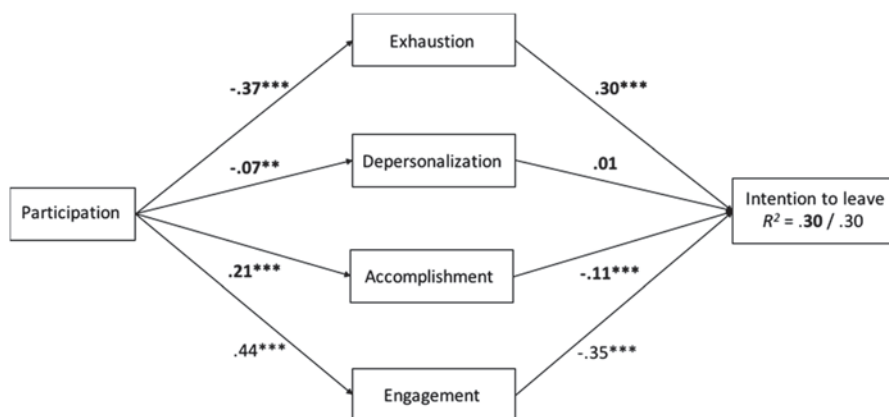 Exhaustion
-.37***
.30***
-.07**
Depersonalization
.01
Participation
Intention to leave
R² = .30 / .30
.21***
Accomplishment
-.11***
.44***
-.35***
Engagement